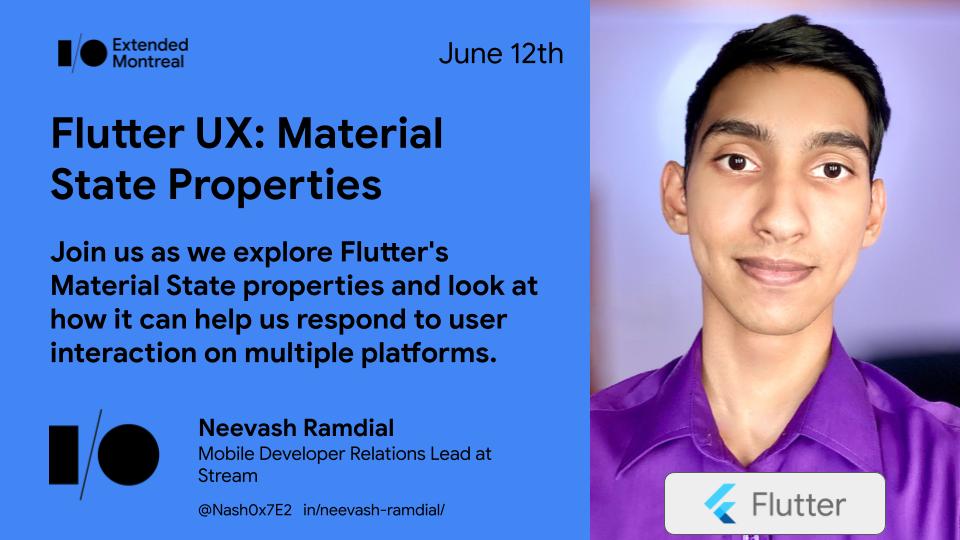 I/O Extended
Montreal
June 12th
Flutter UX: Material
State Properties
Join us as we explore Flutter's
Material State properties and look at
how it can help us respond to user
interaction on multiple platforms.
I/O
Neevash Ramdial
Mobile Developer Relations Lead at
Stream
@Nash0x7E2 in/neevash-ramdial/
Flutter